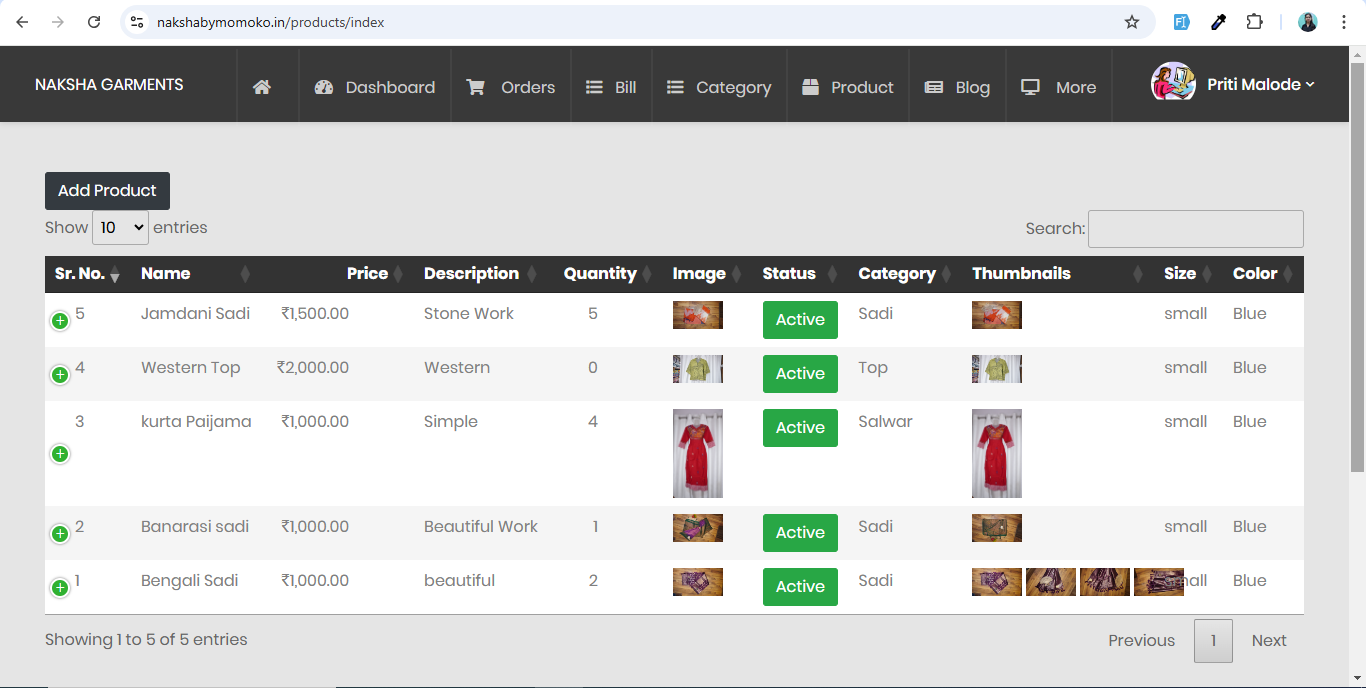 nakshabymomoko.in/products/index
NAKSHA GARMENTS Dashboard Orders Bill Category Product Blog More Priti Malode
Add Product
Show 10 entries Search:
Sr. No. Name Price Description Quantity Image Status Category Thumbnails Size Color
5 Jamdani Sadi ₹1,500.00 Stone Work 5 Active Sadi small Blue
4 Western Top ₹2,000.00 Western 0 Active Top small Blue
3 kurta Paijama ₹1,000.00 Simple 4 Active Salwar small Blue
2 Banarasi sadi ₹1,000.00 Beautiful Work 1 Active Sadi small Blue
1 Bengali Sadi ₹1,000.00 beautiful 2 Active Sadi small Blue
Showing 1 to 5 of 5 entries Previous 1 Next